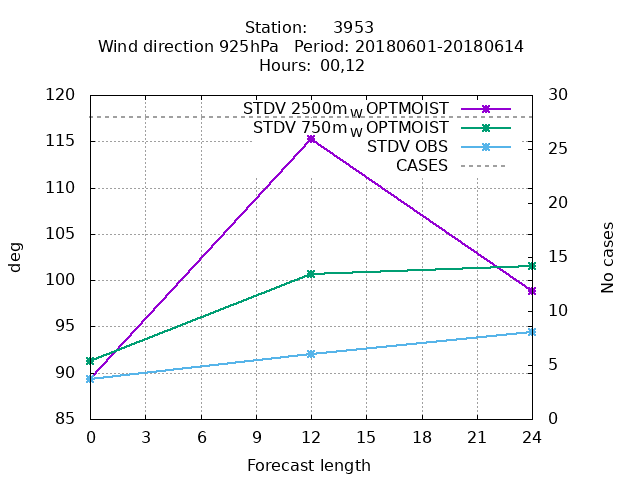 Station: 3953
Wind direction 925hPa Period: 20180601-20180614
Hours: 00,12
120
115
110
105
100
95
90
85
deg
STDV 2500m_W OPTMOIST
STDV 750m_W OPTMOIST
STDV OBS
CASES
30
25
20
15
10
5
0
No cases
0 3 6 9 12 15 18 21 24
Forecast length